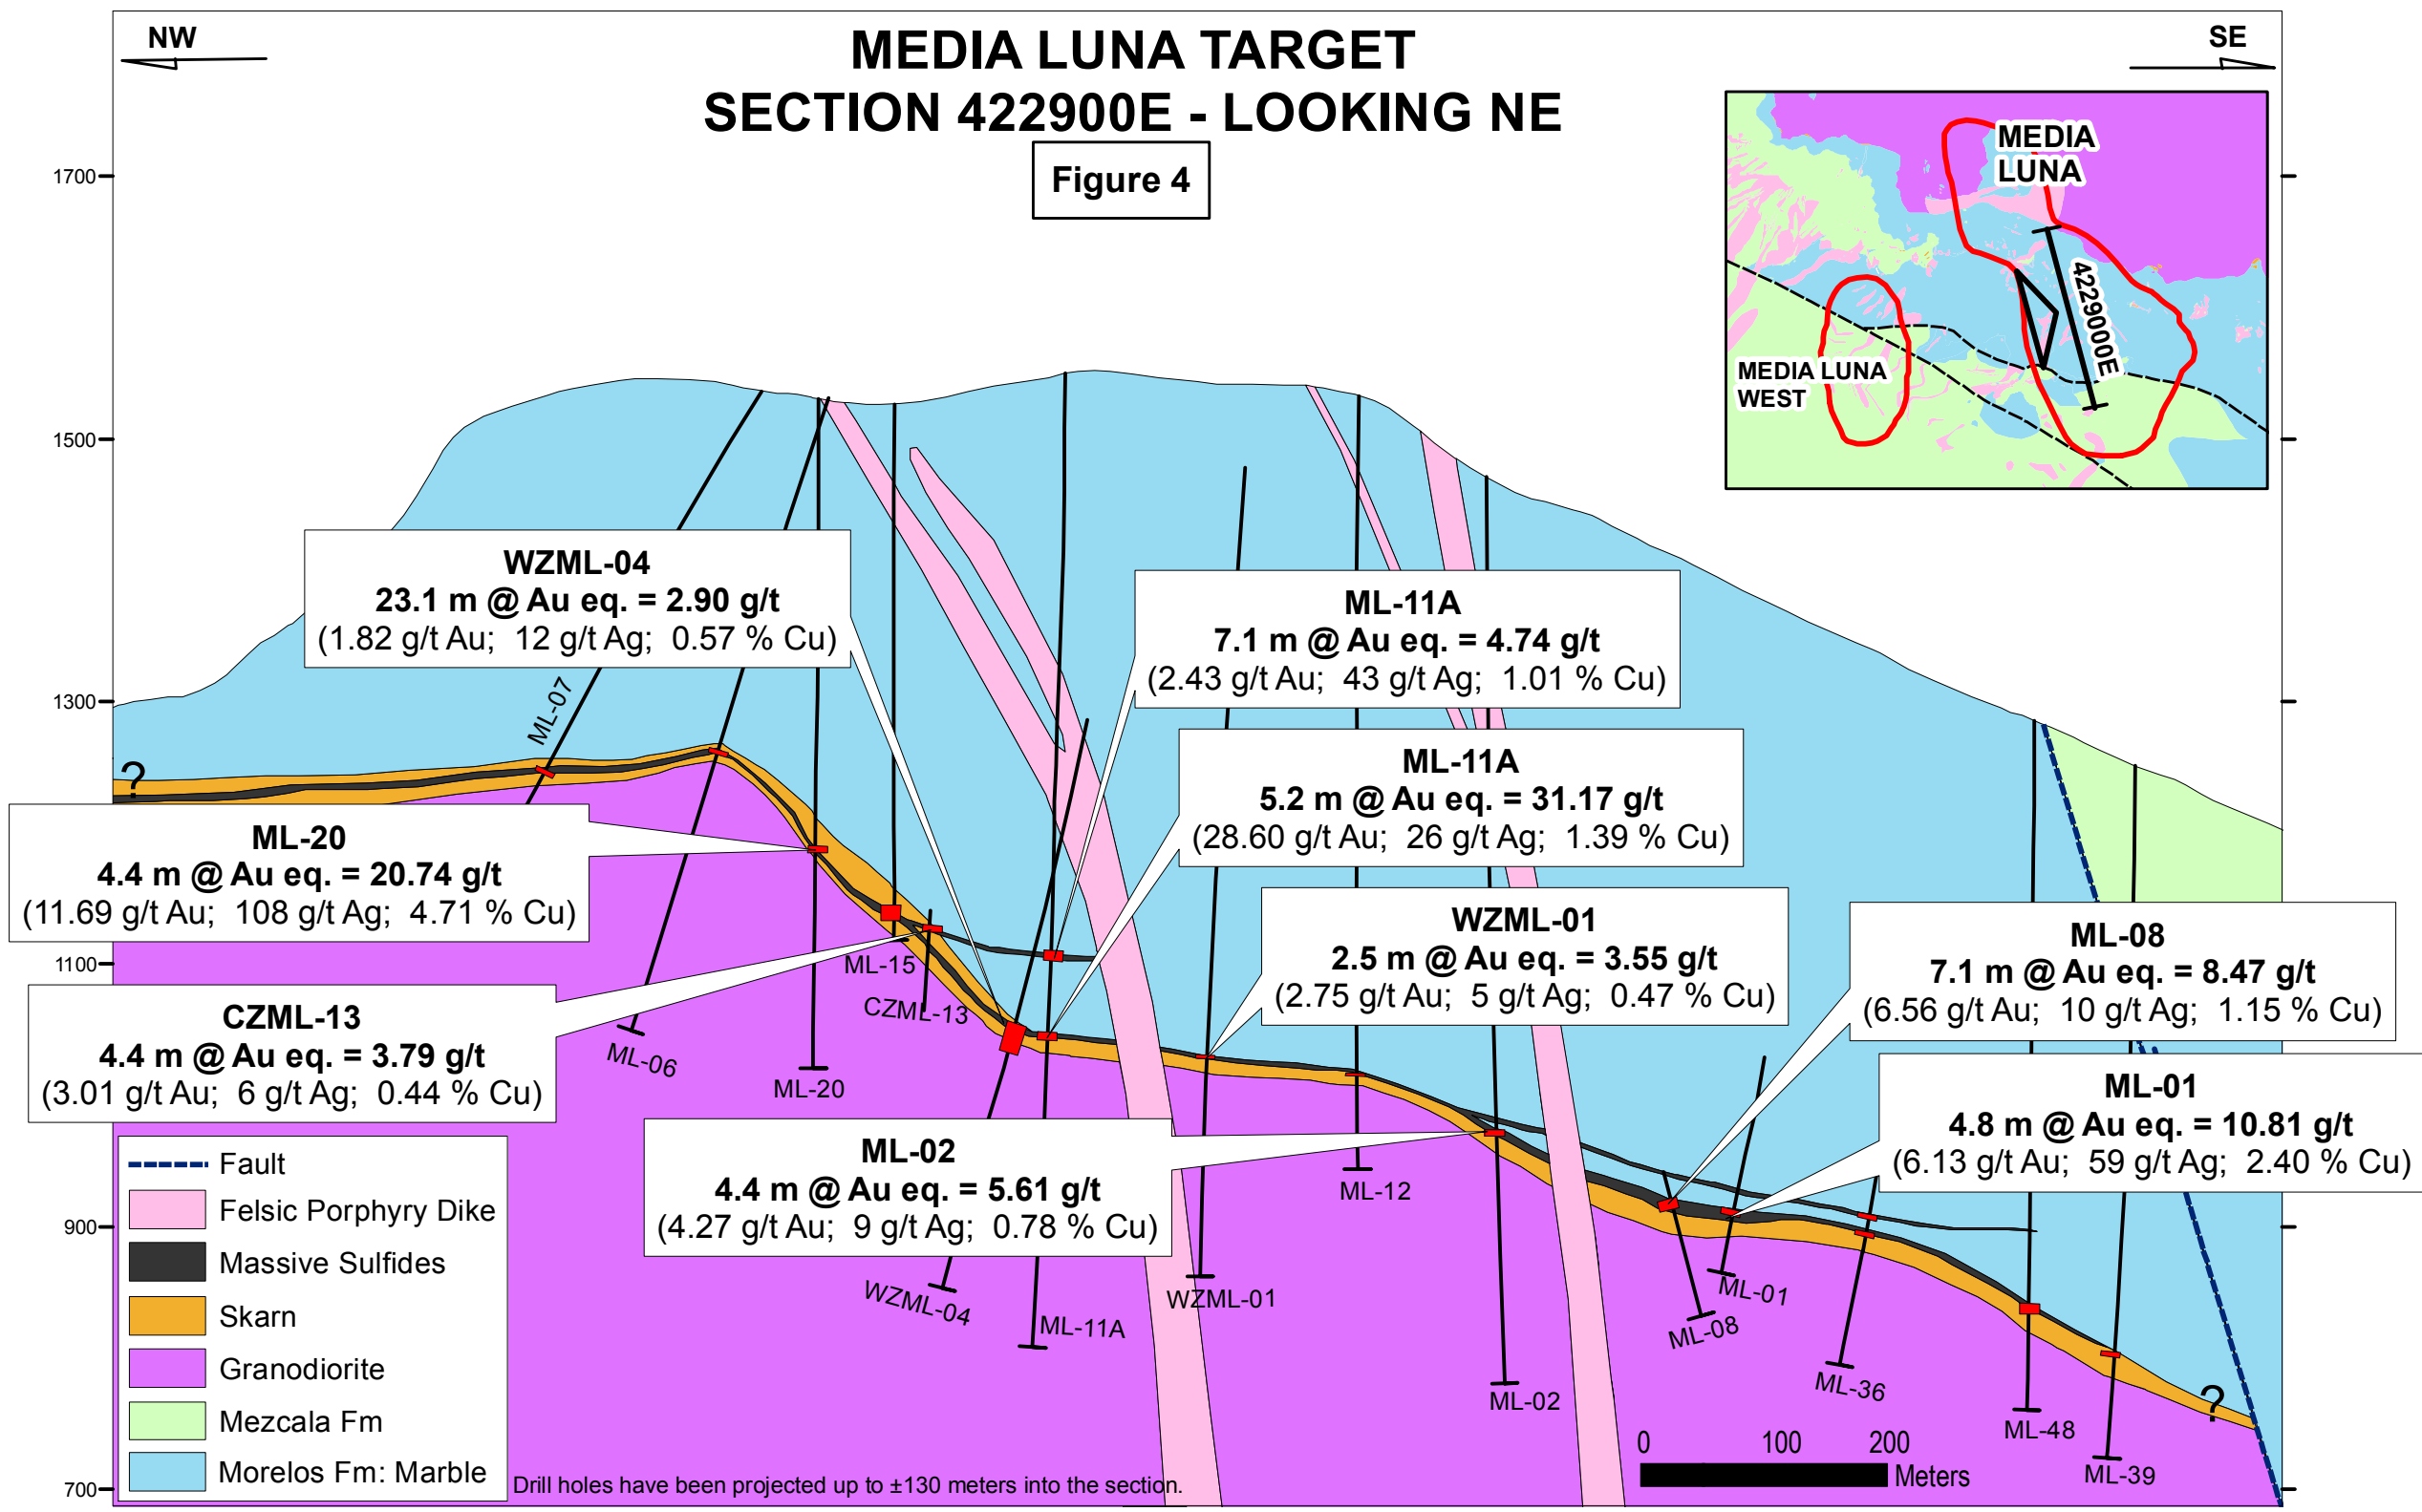 NW
MEDIA LUNA TARGET
SECTION 422900E - LOOKING NE
Figure 4
SE
MEDIA
LUNA
422900E
MEDIA LUNA
WEST
1700
1500
1300
1100
900
700
WZML-04
23.1 m @ Au eq. = 2.90 g/t
(1.82 g/t Au; 12 g/t Ag; 0.57 % Cu)
ML-11A
7.1 m @ Au eq. = 4.74 g/t
(2.43 g/t Au; 43 g/t Ag; 1.01 % Cu)
ML-07
?
ML-11A
5.2 m @ Au eq. = 31.17 g/t
(28.60 g/t Au; 26 g/t Ag; 1.39 % Cu)
ML-20
4.4 m @ Au eq. = 20.74 g/t
(11.69 g/t Au; 108 g/t Ag; 4.71 % Cu)
WZML-01
2.5 m @ Au eq. = 3.55 g/t
(2.75 g/t Au; 5 g/t Ag; 0.47 % Cu)
ML-08
7.1 m @ Au eq. = 8.47 g/t
(6.56 g/t Au; 10 g/t Ag; 1.15 % Cu)
ML-15
CZML-13
CZML-13
4.4 m @ Au eq. = 3.79 g/t
(3.01 g/t Au; 6 g/t Ag; 0.44 % Cu)
ML-06
ML-20
ML-01
4.8 m @ Au eq. = 10.81 g/t
(6.13 g/t Au; 59 g/t Ag; 2.40 % Cu)
ML-02
4.4 m @ Au eq. = 5.61 g/t
(4.27 g/t Au; 9 g/t Ag; 0.78 % Cu)
ML-12
WZML-04
ML-11A
WZML-01
ML-02
ML-08
ML-01
ML-36
ML-48
ML-39
?
Fault
Felsic Porphyry Dike
Massive Sulfides
Skarn
Granodiorite
Mezcala Fm
Morelos Fm: Marble
Drill holes have been projected up to ±130 meters into the section.
0 100 200
Meters